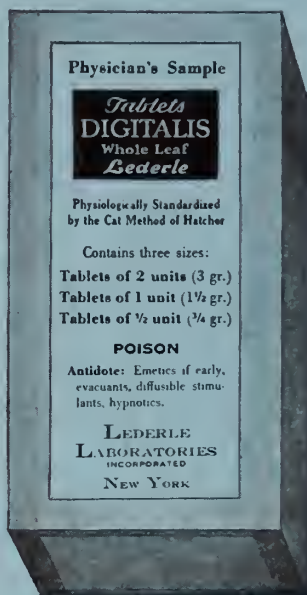 Physician's Sample
Tablets
DIGITALIS
Whole Leaf
Lederle
Physiologically Standardized
by the Cat Method of Hatcher
Contains three sizes:
Tablets of 2 units (3 gr.)
Tablets of 1 unit (1½ gr.)
Tablets of ½ unit (¾ gr.)
POISON
Antidote: Emetics if early,
evacuants, diffusible stimu-
lants, hypnotics.
LEDERLE
LABORATORIES
INCORPORATED
NEW YORK